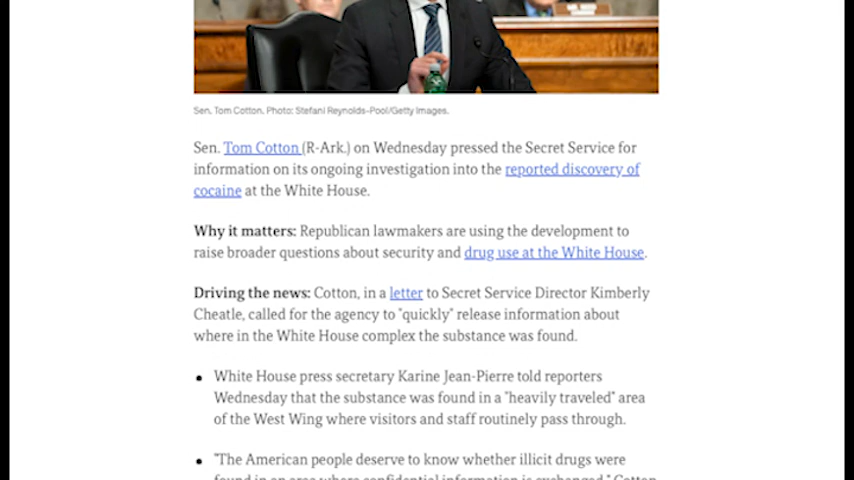 Sen. Tom Cotton. Photo: Stefani Reynolds-Pool/Getty Images.
Sen. Tom Cotton (R-Ark.) on Wednesday pressed the Secret Service for
information on its ongoing investigation into the reported discovery of
cocaine at the White House.
Why it matters: Republican lawmakers are using the development to
raise broader questions about security and drug use at the White House.
Driving the news: Cotton, in a letter to Secret Service Director Kimberly
Cheatle, called for the agency to "quickly" release information about
where in the White House complex the substance was found.
• White House press secretary Karine Jean-Pierre told reporters
Wednesday that the substance was found in a "heavily traveled" area
of the West Wing where visitors and staff routinely pass through.
• "The American people deserve to know whether illicit drugs were
found in an area where confidential information is exchanged," Cotton